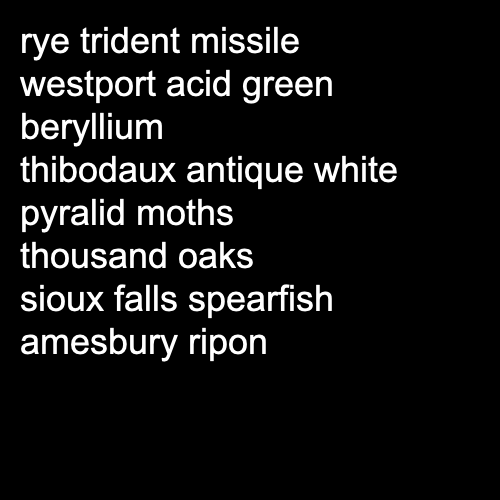 rye trident missile
westport acid green
beryllium
thibodaux antique white
pyralid moths
thousand oaks
sioux falls spearfish
amesbury ripon